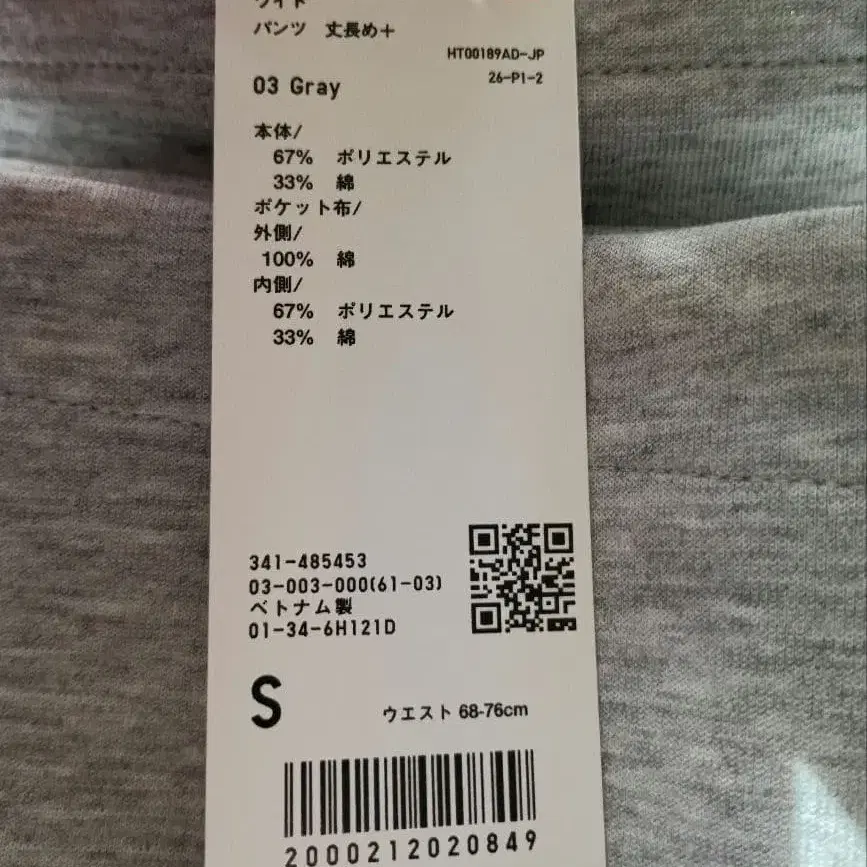 ワイド
パンツ 丈長め+
HT00189AD-JP
26-P1-2
03 Gray
本体/
67% ポリエステル
33% 綿
ポケット布/
外側/
100% 綿
内側/
67% ポリエステル
33% 綿
341-485453
03-003-000(61-03)
ベトナム製
01-34-6H121D
S
ウエスト 68-76cm
2000212020849